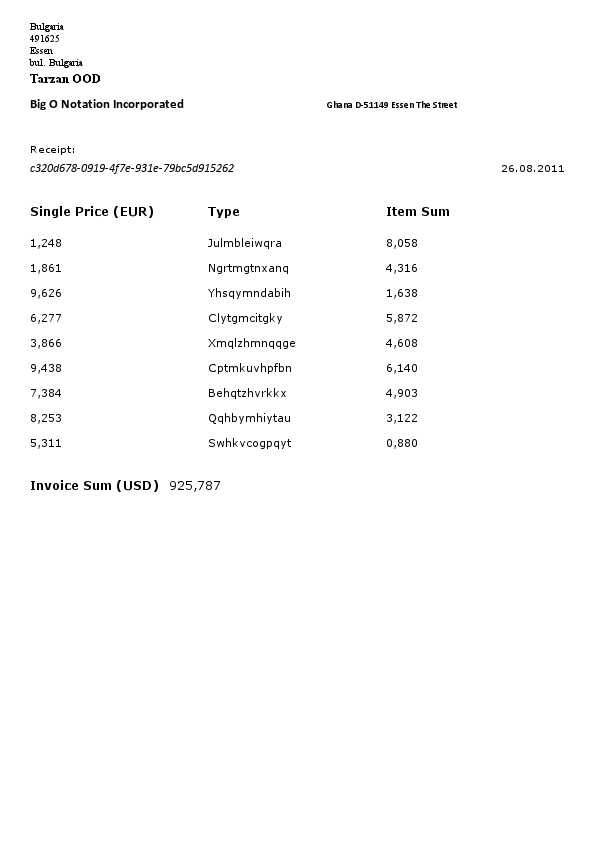 Bulgaria
491625
Essen
bul. Bulgaria
Tarzan OOD
Big O Notation Incorporated Ghana D-51149 Essen The Street
Receipt:
c320d678-0919-4f7e-931e-79bc5d915262 26.08.2011
Single Price (EUR) Type Item Sum
1,248 Julmbleiwqra 8,058
1,861 Ngrtmgtnxanq 4,316
9,626 Yhsqymndabih 1,638
6,277 Clytgmcitgky 5,872
3,866 Xmqlzhmnqqge 4,608
9,438 Cptmkuvhpfbn 6,140
7,384 Behqtzhvrkkx 4,903
8,253 Qqhbymhiytau 3,122
5,311 Swhkvcogpqyt 0,880
Invoice Sum (USD) 925,787